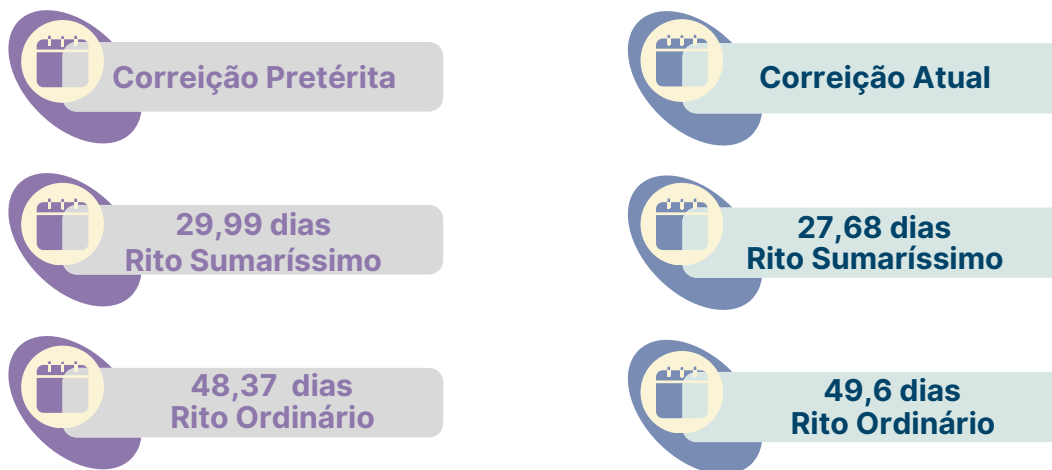 Correição Pretérita
29,99 dias
Rito Sumaríssimo
48,37 dias
Rito Ordinário
Correição Atual
27,68 dias
Rito Sumaríssimo
49,6 dias
Rito Ordinário